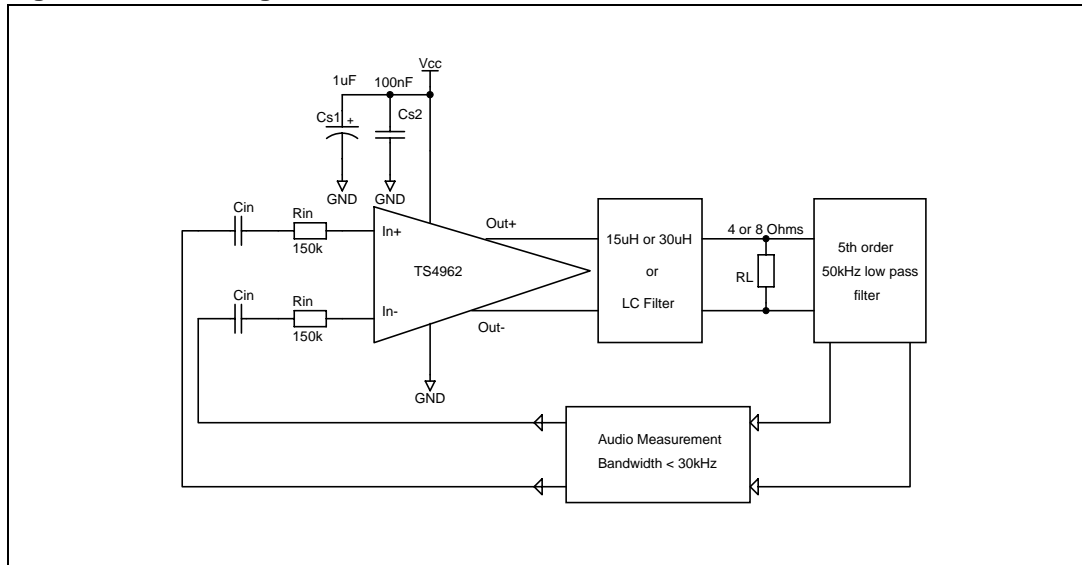 Vcc
1uF
100nF
Cs1
+
Cs2
GND
GND
Cin
Rin
150k
In+
Out+
TS4962
15uH or 30uH
or
LC Filter
4 or 8 Ohms
RL
5th order
50kHz low pass
filter
Cin
Rin
150k
In-
Out-
GND
Audio Measurement
Bandwidth < 30kHz